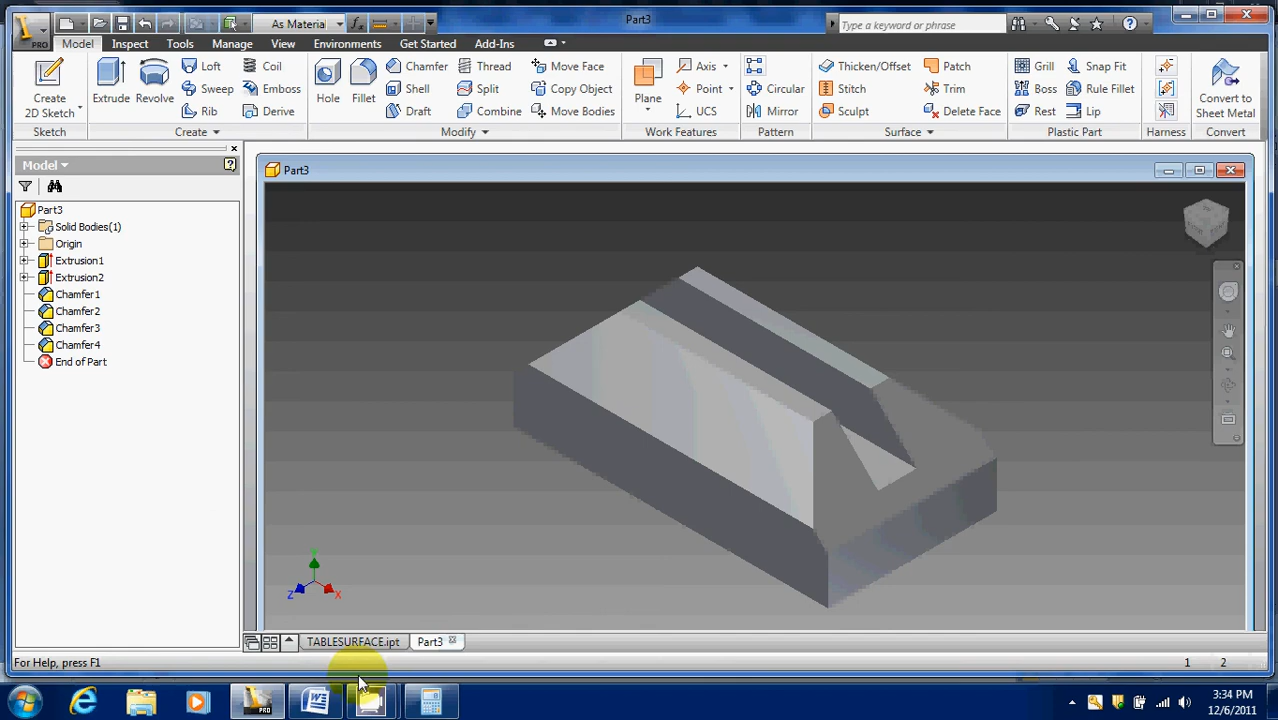 As Material
Part3
Type a keyword or phrase
PRO
Model
Inspect
Tools
Manage
View
Environments
Get Started
Add-Ins
Create
2D Sketch
Extrude
Revolve
Loft
Sweep
Rib
Coil
Emboss
Derive
Hole
Fillet
Chamfer
Shell
Draft
Thread
Split
Combine
Move Face
Copy Object
Move Bodies
Plane
Axis
Point
UCS
Circular
Mirror
Thicken/Offset
Stitch
Sculpt
Patch
Trim
Delete Face
Grill
Boss
Rest
Snap Fit
Rule Fillet
Lip
Convert to
Sheet Metal
Sketch
Create
Modify
Work Features
Pattern
Surface
Plastic Part
Harness
Convert
Model
Part3
Solid Bodies(1)
Origin
Extrusion1
Extrusion2
Chamfer1
Chamfer2
Chamfer3
Chamfer4
End of Part
Part3
Y
Z
X
TABLESURFACE.ipt
Part3
For Help, press F1
1
2
PRO
3:34 PM
12/6/2011